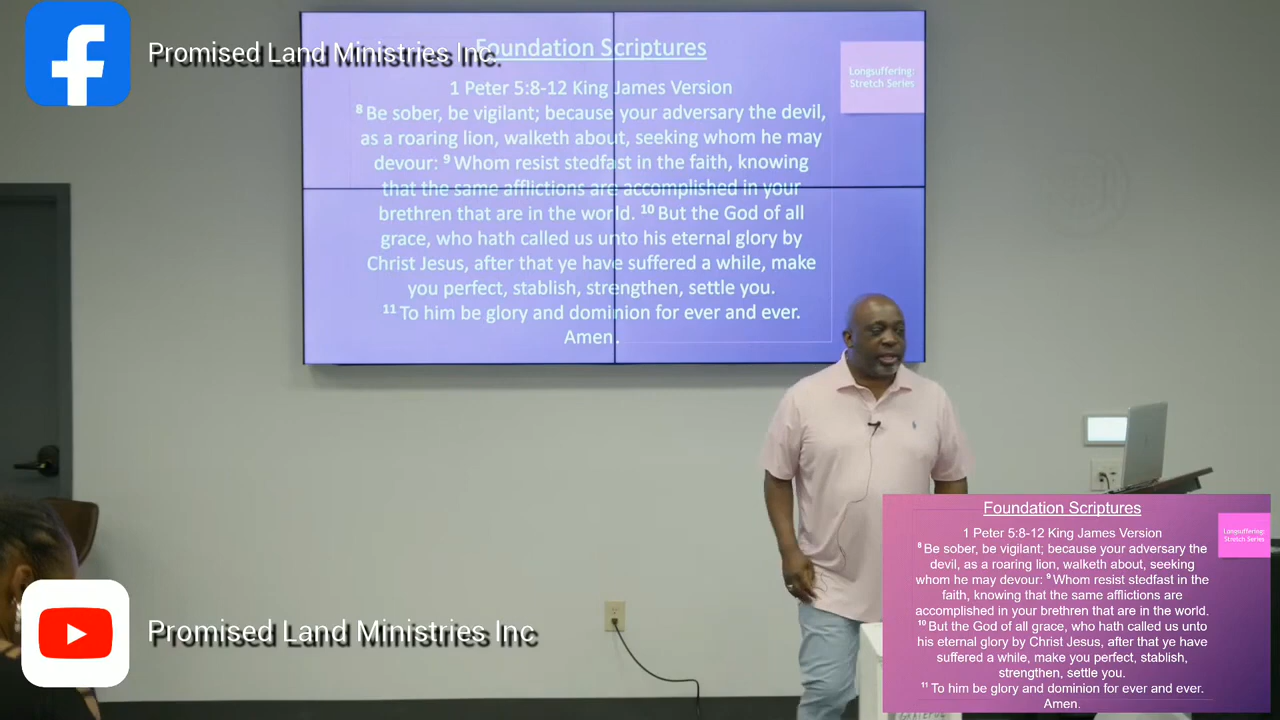 Promised Land Ministries Inc.
Foundation Scriptures
Longsuffering:
Stretch Series
1 Peter 5:8-12 King James Version
8 Be sober, be vigilant; because your adversary the devil,
as a roaring lion, walketh about, seeking whom he may
devour: 9 Whom resist stedfast in the faith, knowing
that the same afflictions are accomplished in your
brethren that are in the world. 10 But the God of all
grace, who hath called us unto his eternal glory by
Christ Jesus, after that ye have suffered a while, make
you perfect, stablish, strengthen, settle you.
11 To him be glory and dominion for ever and ever.
Amen.
Foundation Scriptures
Longsuffering:
Stretch Series
1 Peter 5:8-12 King James Version
8 Be sober, be vigilant; because your adversary the
devil, as a roaring lion, walketh about, seeking
whom he may devour: 9 Whom resist stedfast in the
faith, knowing that the same afflictions are
accomplished in your brethren that are in the world.
10 But the God of all grace, who hath called us unto
his eternal glory by Christ Jesus, after that ye have
suffered a while, make you perfect, stablish,
strengthen, settle you.
11 To him be glory and dominion for ever and ever.
Amen.
Promised Land Ministries Inc